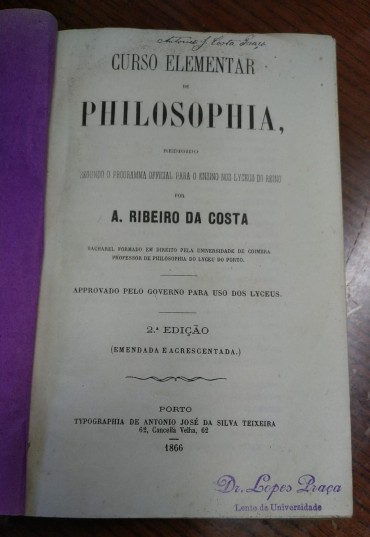 Antonio J. Costa
CURSO ELEMENTAR
DE
PHILOSOPHIA,
REDIGIDO
SEGUNDO O PROGRAMMA OFFICIAL PARA O ENSINO NOS LYCEUS DO REINO
POR
A. RIBEIRO DA COSTA
BACHAREL FORMADO EM DIREITO PELA UNIVERSIDADE DE COIMBRA
PROFESSOR DE PHILOSOPHIA DO LYCEU DO PORTO.
APPROVADO PELO GOVERNO PARA USO DOS LYCEUS.
2.ª EDIÇÃO
(EMENDADA E ACRESCENTADA.)
PORTO
TYPOGRAPHIA DE ANTONIO JOSÉ DA SILVA TEIXEIRA
62, Cancella Velha, 62
1866
Dr. Lopes Praça
Lente da Universidade